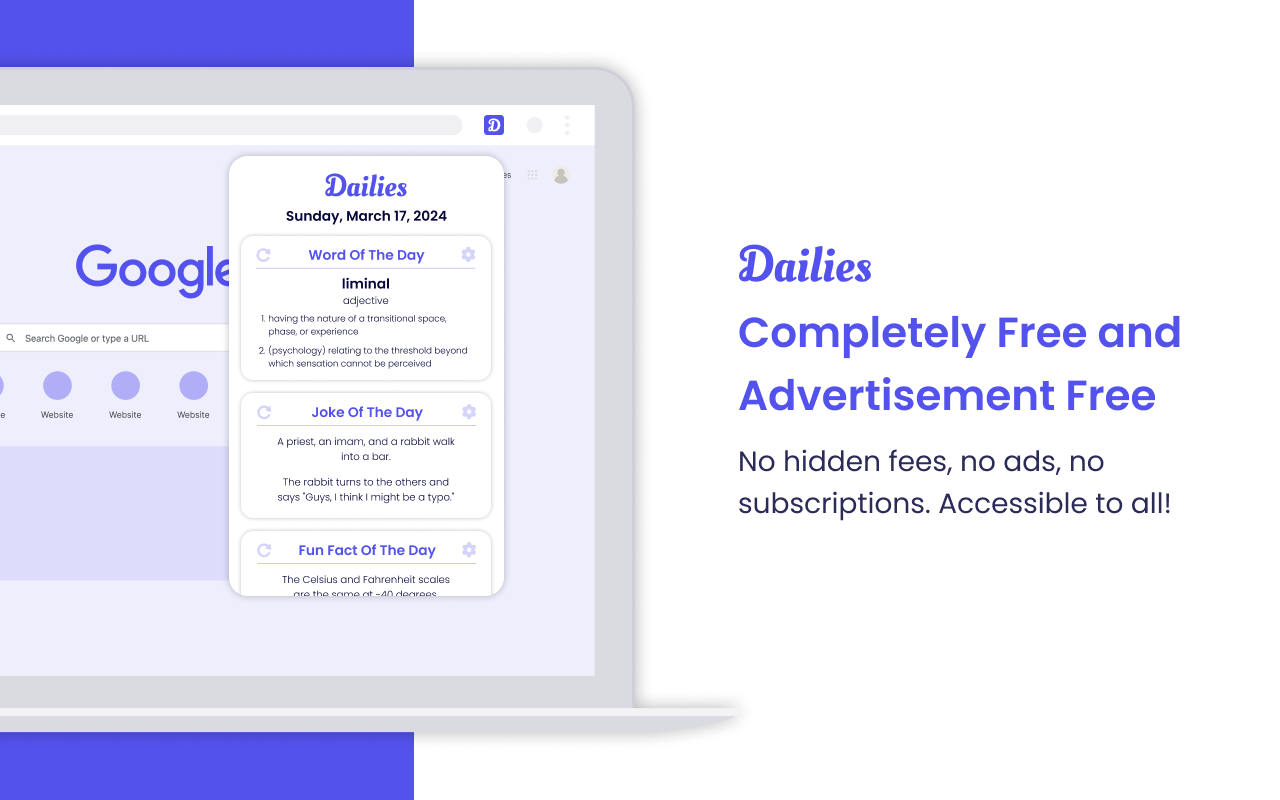 D
Dailies
Sunday, March 17, 2024
Google
Search Google or type a URL
Website
Website
Website
Word Of The Day
liminal
adjective
1. having the nature of a transitional space,
phase, or experience
2. (psychology) relating to the threshold beyond
which sensation cannot be perceived
Joke Of The Day
A priest, an imam, and a rabbit walk
into a bar.
The rabbit turns to the others and
says "Guys, I think I might be a typo."
Fun Fact Of The Day
The Celsius and Fahrenheit scales
are the same at -40 degrees
Dailies
Completely Free and
Advertisement Free
No hidden fees, no ads, no
subscriptions. Accessible to all!